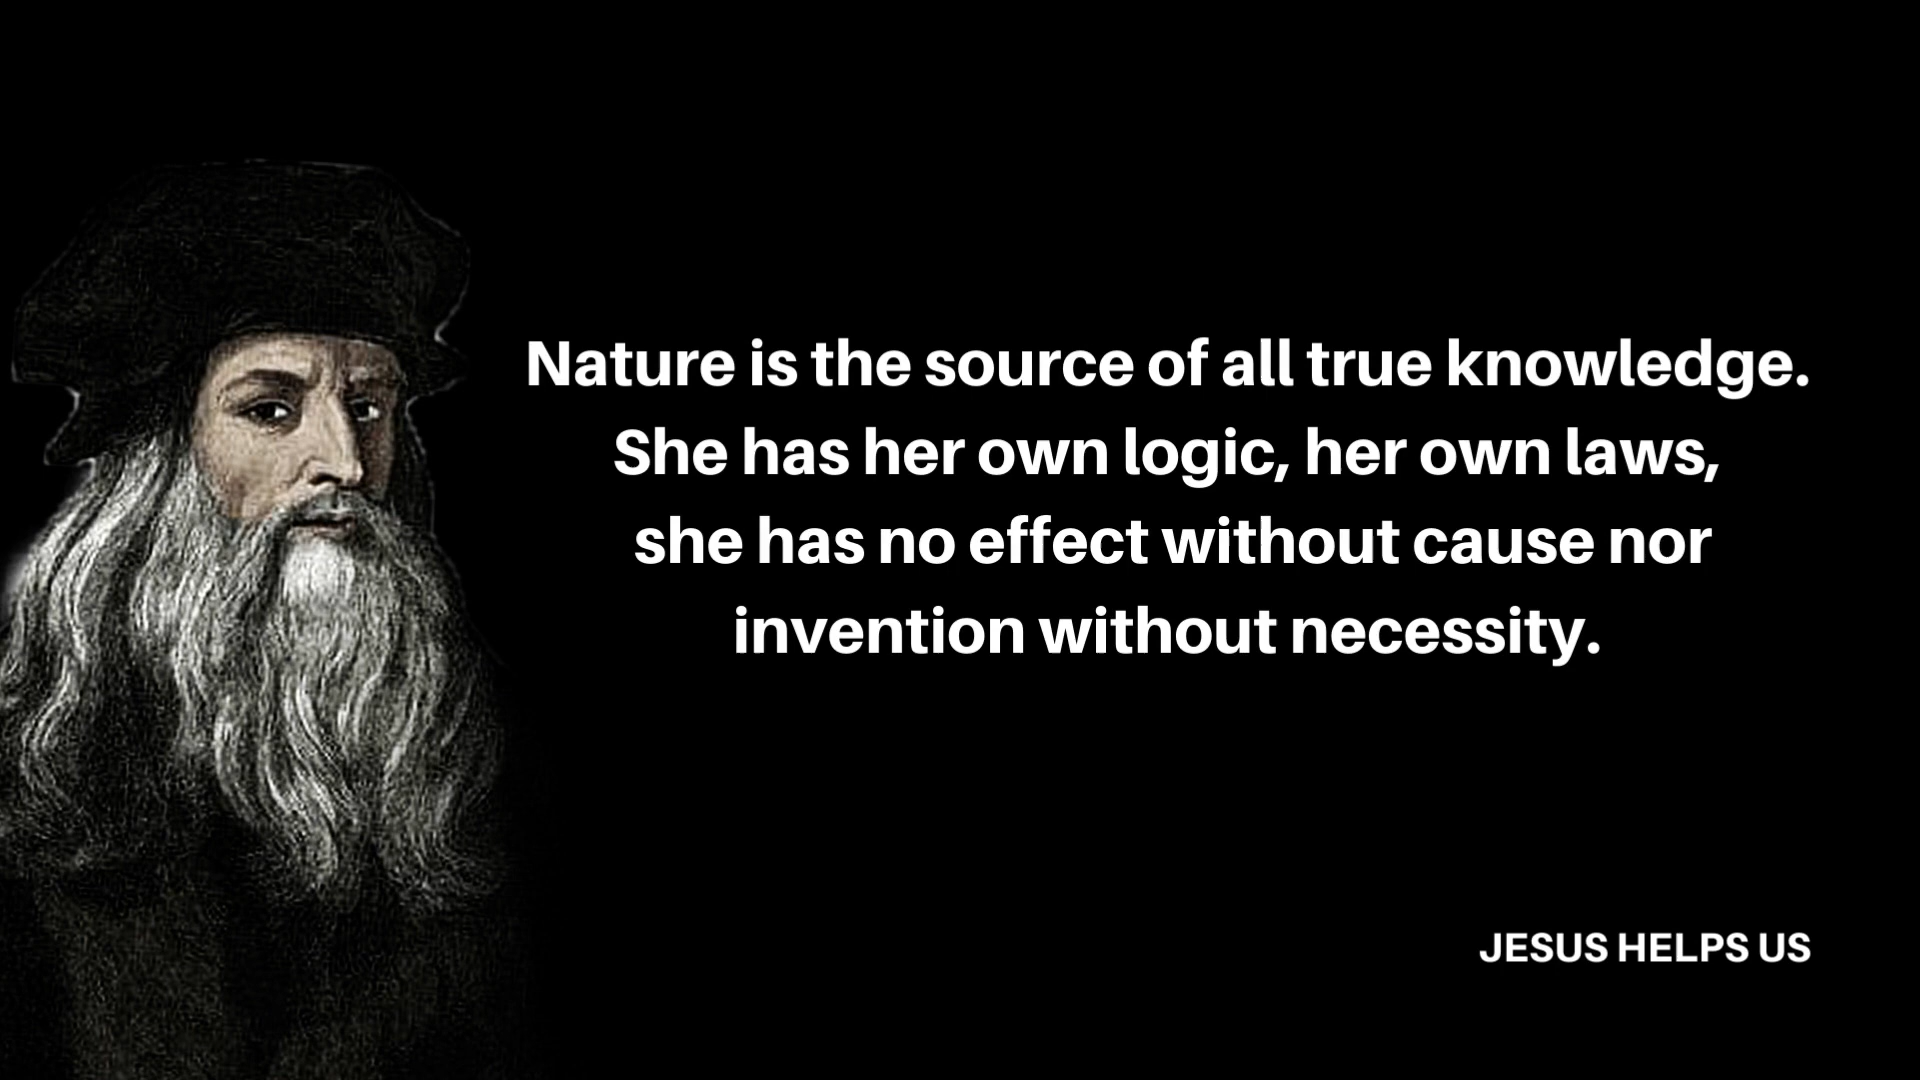 Nature is the source of all true knowledge.
She has her own logic, her own laws,
she has no effect without cause nor
invention without necessity.
JESUS HELPS US